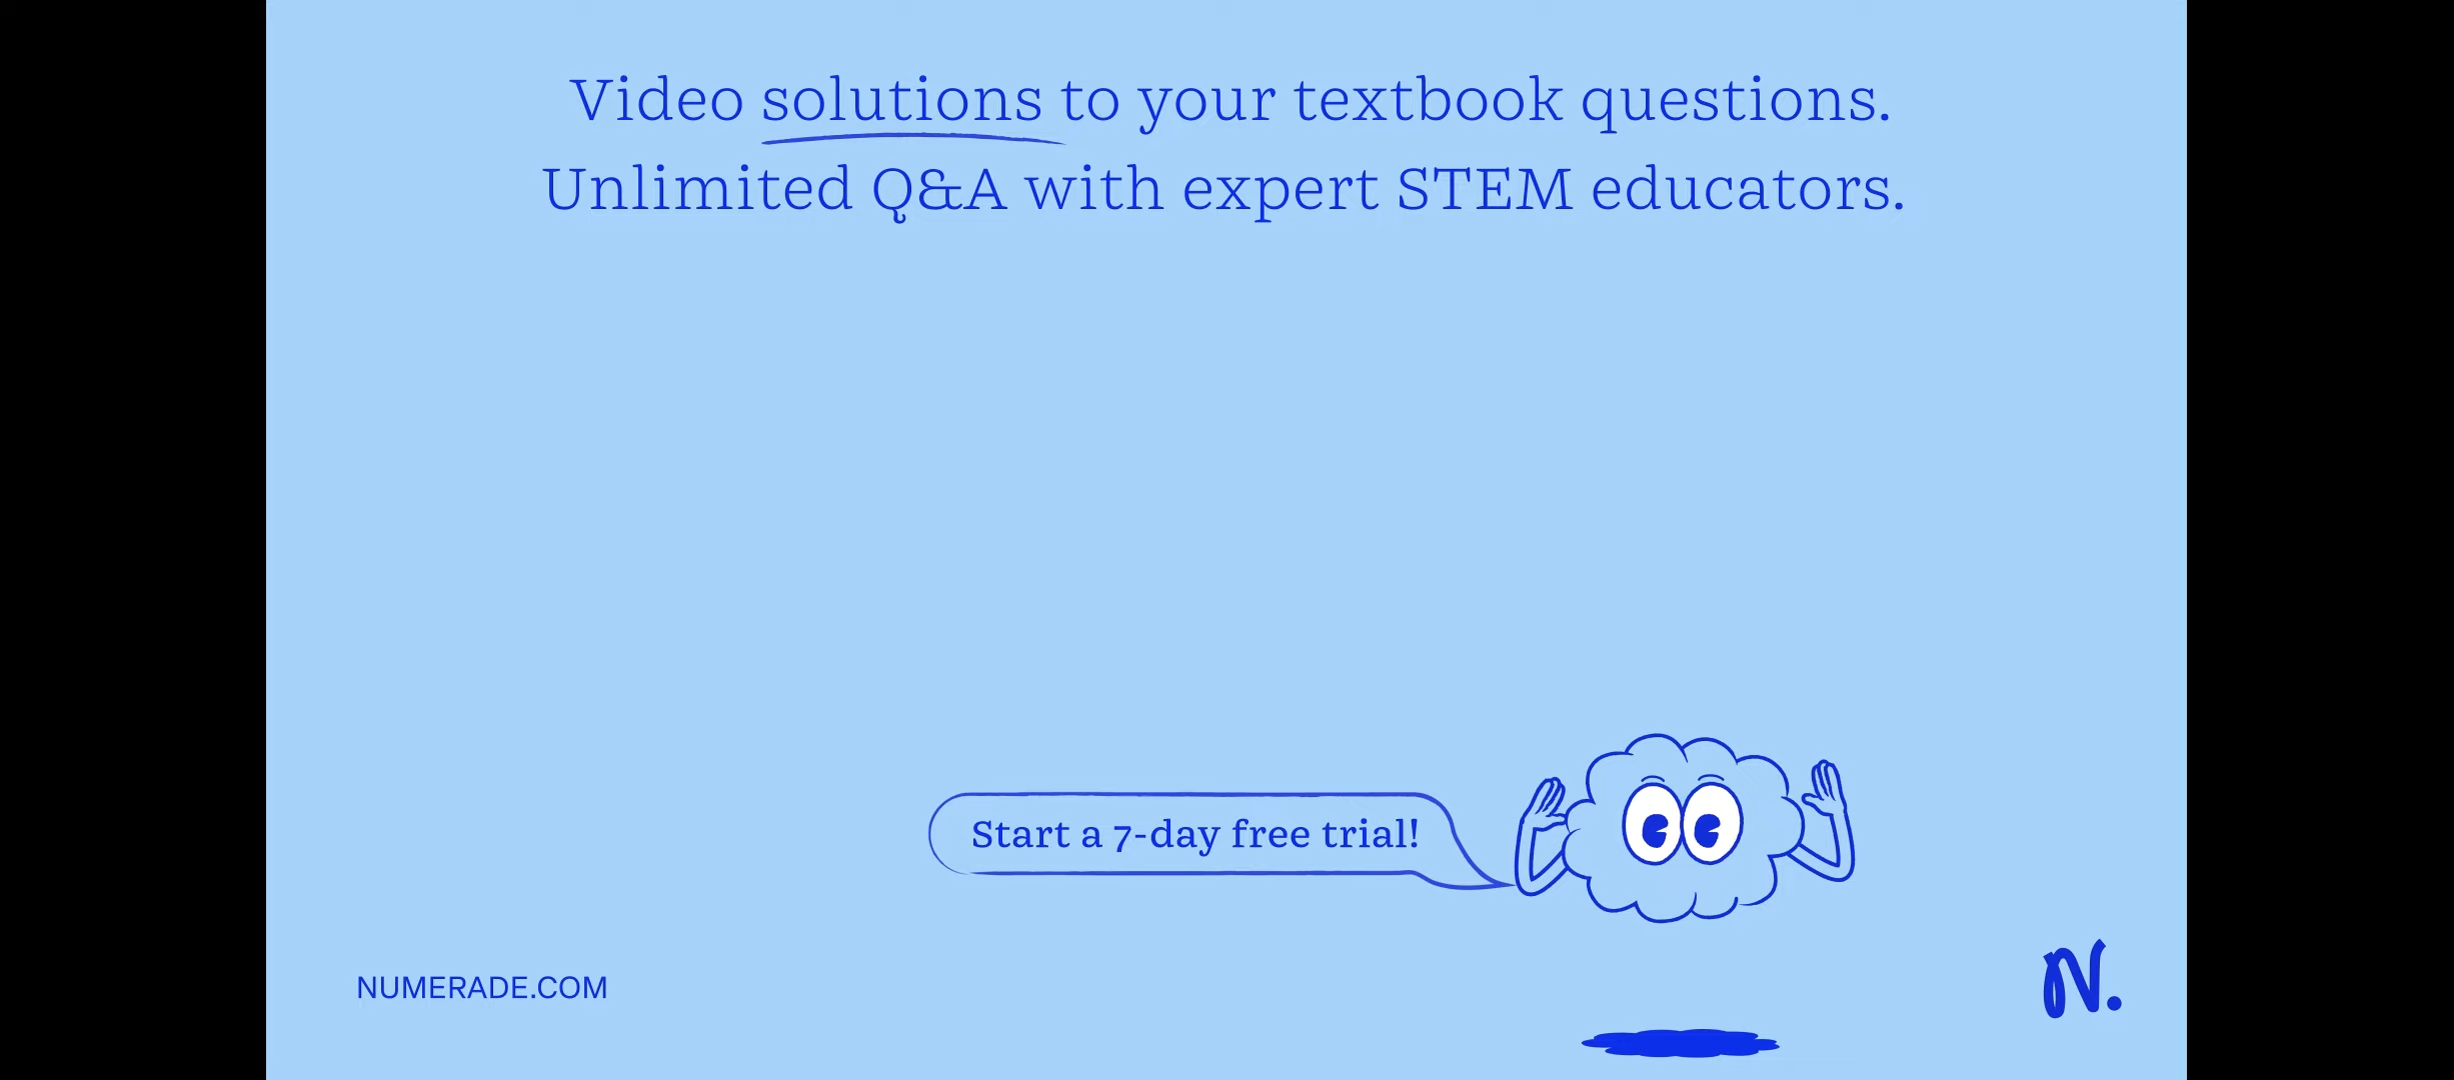 Video solutions to your textbook questions.
Unlimited Q&A with expert STEM educators.
Start a 7-day free trial!
NUMERADE.COM
N.